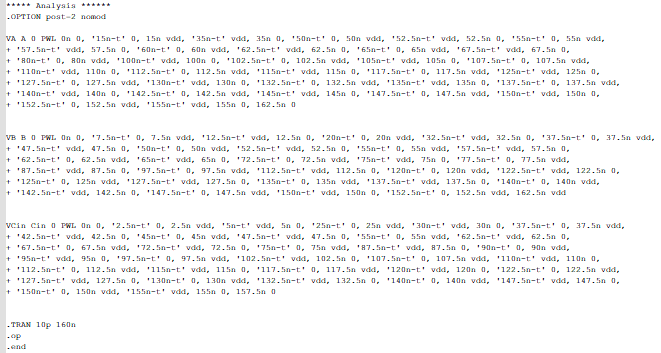 ***** Analysis ******
.OPTION post-2 nomod
VA A 0 PWL 0n 0, '15n-t' 0, 15n vdd, '35n-t' vdd, 35n 0, '50n-t' 0, 50n vdd, '52.5n-t' vdd, 52.5n 0, '55n-t' 0, 55n vdd,
+ '57.5n-t' vdd, 57.5n 0, '60n-t' 0, 60n vdd, '62.5n-t' vdd, 62.5n 0, '65n-t' 0, 65n vdd, '67.5n-t' vdd, 67.5n 0,
+ '80n-t' 0, 80n vdd, '100n-t' vdd, 100n 0, '102.5n-t' 0, 102.5n vdd, '105n-t' vdd, 105n 0, '107.5n-t' 0, 107.5n vdd,
+ '110n-t' vdd, 110n 0, '112.5n-t' 0, 112.5n vdd, '115n-t' vdd, 115n 0, '117.5n-t' 0, 117.5n vdd, '125n-t' vdd, 125n 0,
+ '127.5n-t' 0, 127.5n vdd, '130n-t' vdd, 130n 0, '132.5n-t' 0, 132.5n vdd, '135n-t' vdd, 135n 0, '137.5n-t' 0, 137.5n vdd,
+ '140n-t' vdd, 140n 0, '142.5n-t' 0, 142.5n vdd, '145n-t' vdd, 145n 0, '147.5n-t' 0, 147.5n vdd, '150n-t' vdd, 150n 0,
+ '152.5n-t' 0, 152.5n vdd, '155n-t' vdd, 155n 0, 162.5n 0
VB B 0 PWL 0n 0, '7.5n-t' 0, 7.5n vdd, '12.5n-t' vdd, 12.5n 0, '20n-t' 0, 20n vdd, '32.5n-t' vdd, 32.5n 0, '37.5n-t' 0, 37.5n vdd,
+ '47.5n-t' vdd, 47.5n 0, '50n-t' 0, 50n vdd, '52.5n-t' vdd, 52.5n 0, '55n-t' 0, 55n vdd, '57.5n-t' vdd, 57.5n 0,
+ '62.5n-t' 0, 62.5n vdd, '65n-t' vdd, 65n 0, '72.5n-t' 0, 72.5n vdd, '75n-t' vdd, 75n 0, '77.5n-t' 0, 77.5n vdd,
+ '87.5n-t' vdd, 87.5n 0, '97.5n-t' 0, 97.5n vdd, '112.5n-t' vdd, 112.5n 0, '120n-t' 0, 120n vdd, '122.5n-t' vdd, 122.5n 0,
+ '125n-t' 0, 125n vdd, '127.5n-t' vdd, 127.5n 0, '135n-t' 0, 135n vdd, '137.5n-t' vdd, 137.5n 0, '140n-t' 0, 140n vdd,
+ '142.5n-t' vdd, 142.5n 0, '147.5n-t' 0, 147.5n vdd, '150n-t' vdd, 150n 0, '152.5n-t' 0, 152.5n vdd, 162.5n vdd
VCin Cin 0 PWL 0n 0, '2.5n-t' 0, 2.5n vdd, '5n-t' vdd, 5n 0, '25n-t' 0, 25n vdd, '30n-t' vdd, 30n 0, '37.5n-t' 0, 37.5n vdd,
+ '42.5n-t' vdd, 42.5n 0, '45n-t' 0, 45n vdd, '47.5n-t' vdd, 47.5n 0, '55n-t' 0, 55n vdd, '62.5n-t' vdd, 62.5n 0,
+ '67.5n-t' 0, 67.5n vdd, '72.5n-t' vdd, 72.5n 0, '75n-t' 0, 75n vdd, '87.5n-t' vdd, 87.5n 0, '90n-t' 0, 90n vdd,
+ '95n-t' vdd, 95n 0, '97.5n-t' 0, 97.5n vdd, '102.5n-t' vdd, 102.5n 0, '107.5n-t' 0, 107.5n vdd, '110n-t' vdd, 110n 0,
+ '112.5n-t' 0, 112.5n vdd, '115n-t' vdd, 115n 0, '117.5n-t' 0, 117.5n vdd, '120n-t' vdd, 120n 0, '122.5n-t' 0, 122.5n vdd,
+ '127.5n-t' vdd, 127.5n 0, '130n-t' 0, 130n vdd, '132.5n-t' vdd, 132.5n 0, '140n-t' 0, 140n vdd, '147.5n-t' vdd, 147.5n 0,
+ '150n-t' 0, 150n vdd, '155n-t' vdd, 155n 0, 157.5n 0
.TRAN 10p 160n
.op
.end